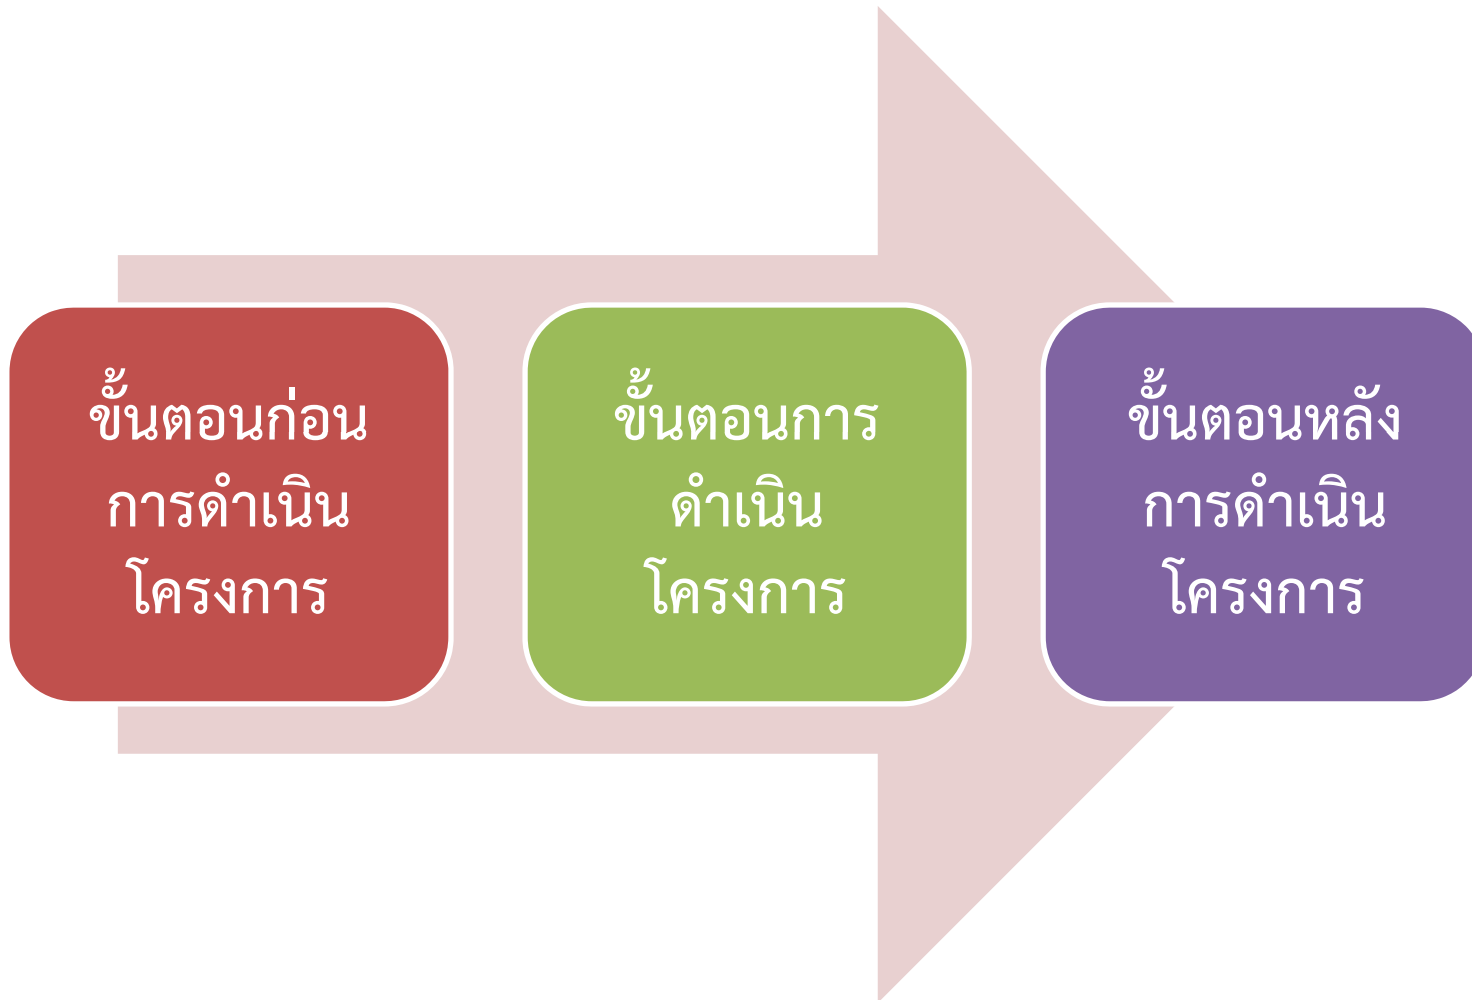 ขั้นตอนก่อน
การดำเนิน
โครงการ
ขั้นตอนการ
ดำเนิน
โครงการ
ขั้นตอนหลัง
การดำเนิน
โครงการ